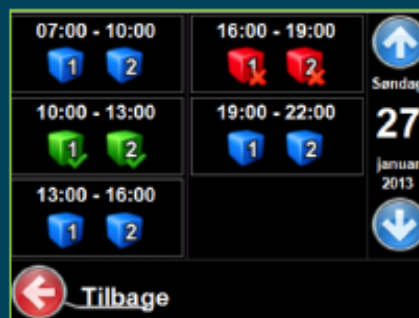 07:00 - 10:00
1 2
16:00 - 19:00
1 2
10:00 - 13:00
1 2
19:00 - 22:00
1 2
13:00 - 16:00
1 2
Søndag
27
januar
2013
Tilbage